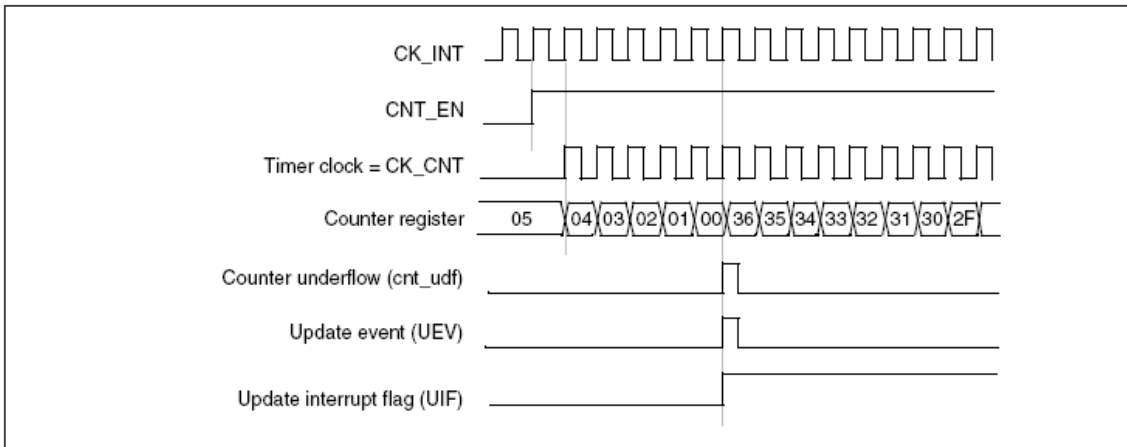 CK_INT
CNT_EN
Timer clock = CK_CNT
Counter register 05 04 03 02 01 00 36 35 34 33 32 31 30 2F
Counter underflow (cnt_udf)
Update event (UEV)
Update interrupt flag (UIF)